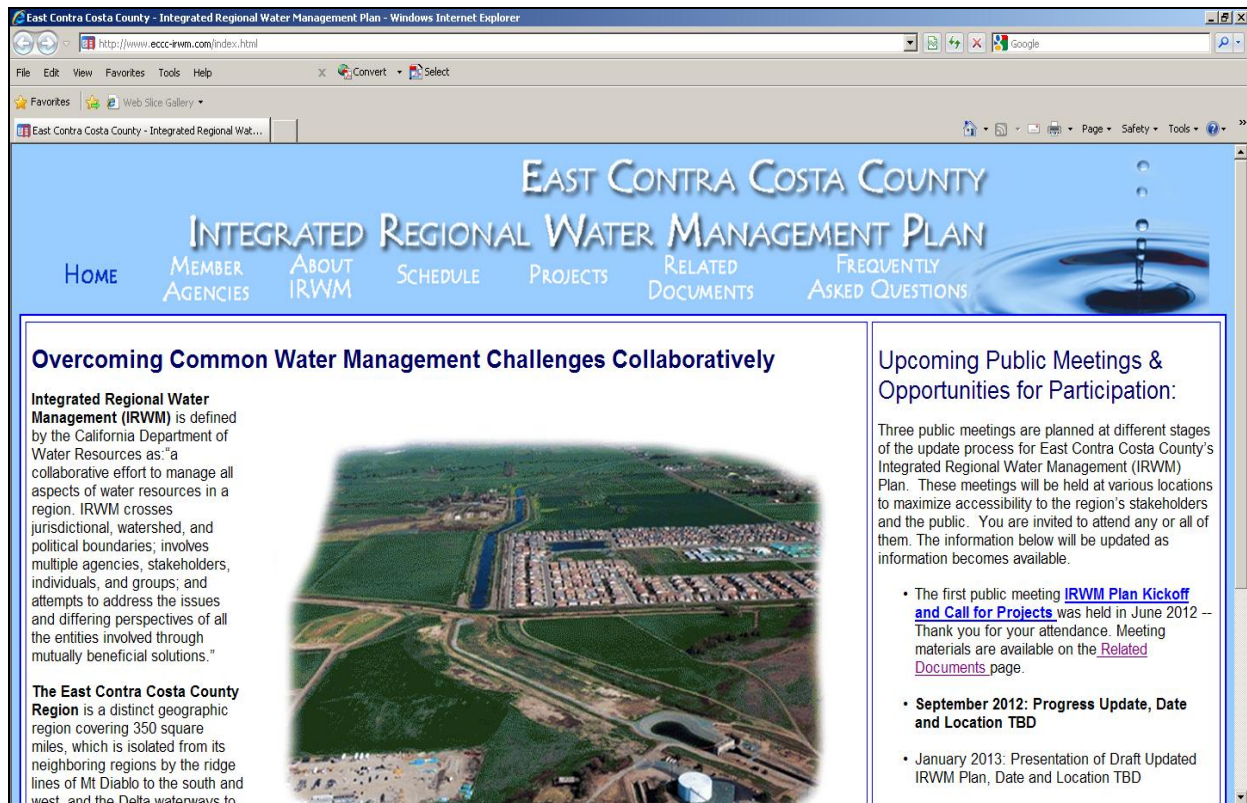 East Contra Costa County - Integrated Regional Water Management Plan - Windows Internet Explorer
http://www.eccc-irwm.com/index.html
Google
File Edit View Favorites Tools Help
x Convert Select
Favorites Web Slice Gallery
East Contra Costa County - Integrated Regional Wat...
Page Safety Tools
»
EAST CONTRA COSTA COUNTY
INTEGRATED REGIONAL WATER MANAGEMENT PLAN
HOME
MEMBER
AGENCIES
ABOUT
IRWM
SCHEDULE
PROJECTS
RELATED
DOCUMENTS
FREQUENTLY
ASKED QUESTIONS
Overcoming Common Water Management Challenges Collaboratively
Integrated Regional Water
Management (IRWM) is defined
by the California Department of
Water Resources as:“a
collaborative effort to manage all
aspects of water resources in a
region. IRWM crosses
jurisdictional, watershed, and
political boundaries; involves
multiple agencies, stakeholders,
individuals, and groups; and
attempts to address the issues
and differing perspectives of all
the entities involved through
mutually beneficial solutions.”
The East Contra Costa County
Region is a distinct geographic
region covering 350 square
miles, which is isolated from its
neighboring regions by the ridge
lines of Mt Diablo to the south and
west, and the Delta waterways to
Upcoming Public Meetings &
Opportunities for Participation:
Three public meetings are planned at different stages
of the update process for East Contra Costa County’s
Integrated Regional Water Management (IRWM)
Plan. These meetings will be held at various locations
to maximize accessibility to the region’s stakeholders
and the public. You are invited to attend any or all of
them. The information below will be updated as
information becomes available.
• The first public meeting IRWM Plan Kickoff
and Call for Projects was held in June 2012 --
Thank you for your attendance. Meeting
materials are available on the Related
Documents page.
• September 2012: Progress Update, Date
and Location TBD
• January 2013: Presentation of Draft Updated
IRWM Plan, Date and Location TBD